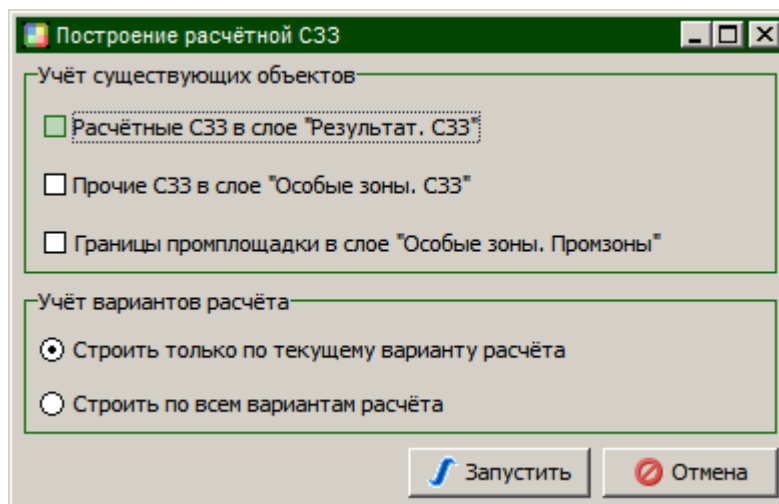 Построение расчётной СЗЗ
Учёт существующих объектов
Расчётные СЗЗ в слое "Результат. СЗЗ"
Прочие СЗЗ в слое "Особые зоны. СЗЗ"
Границы промплощадки в слое "Особые зоны. Промзоны"
Учёт вариантов расчёта
Строить только по текущему варианту расчёта
Строить по всем вариантам расчёта
Запустить
Отмена